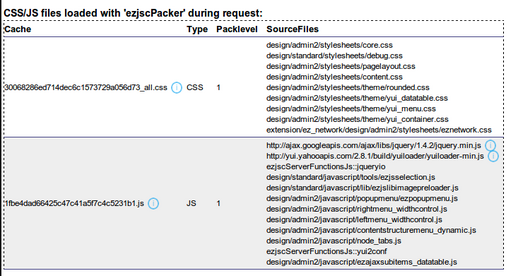 CSS/JS files loaded with 'ezjscPacker' during request:
Cache Type Packlevel SourceFiles
30068286ed714dec6c1573729a056d73_all.css CSS 1
design/admin2/stylesheets/core.css
design/standard/stylesheets/debug.css
design/admin2/stylesheets/pagelayout.css
design/admin2/stylesheets/content.css
design/admin2/stylesheets/theme/rounded.css
design/admin2/stylesheets/theme/yui_datatable.css
design/admin2/stylesheets/theme/yui_menu.css
design/admin2/stylesheets/theme/yui_container.css
extension/ez_network/design/admin2/stylesheets/eznetwork.css
1fbe4dad66425c47c41a5f7c4c5231b1.js JS 1
http://ajax.googleapis.com/ajax/libs/jquery/1.4.2/jquery.min.js
http://yui.yahooapis.com/2.8.1/build/yuiloader/yuiloader-min.js
ezjscServerFunctionsJs::jqueryio
design/standard/javascript/tools/ezjsselection.js
design/standard/javascript/lib/ezjslibimagepreloader.js
design/admin2/javascript/popupmenu/ezpopupmenu.js
design/admin2/javascript/rightmenu_widthcontrol.js
design/admin2/javascript/leftmenu_widthcontrol.js
design/admin2/javascript/contentstructuremenu_dynamic.js
design/admin2/javascript/node_tabs.js
ezjscServerFunctionsJs::yui2conf
design/admin2/javascript/ezajaxsubitems_datatable.js